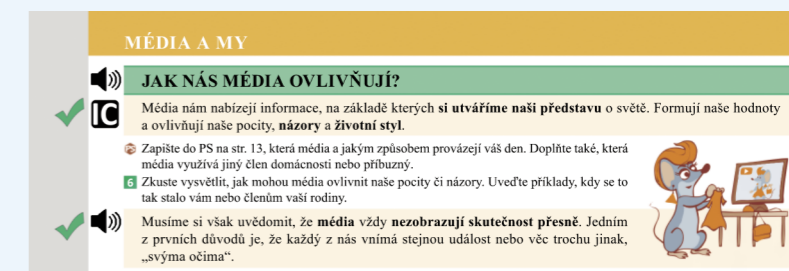 MÉDIA A MY
JAK NÁS MÉDIA OVLIVŇUJÍ?
IC
Média nám nabízejí informace, na základě kterých si utváříme naši představu o světě. Formují naše hodnoty
a ovlivňují naše pocity, názory a životní styl.
Zapište do PS na str. 13, která média a jakým způsobem provázejí váš den. Doplňte také, která
média využívá jiný člen domácnosti nebo příbuzný.
6 Zkuste vysvětlit, jak mohou média ovlivnit naše pocity či názory. Uveďte příklady, kdy se to
tak stalo vám nebo členům vaší rodiny.
Musíme si však uvědomit, že média vždy nezobrazují skutečnost přesně. Jedním
z prvních důvodů je, že každý z nás vnímá stejnou událost nebo věc trochu jinak,
„svýma očima“.